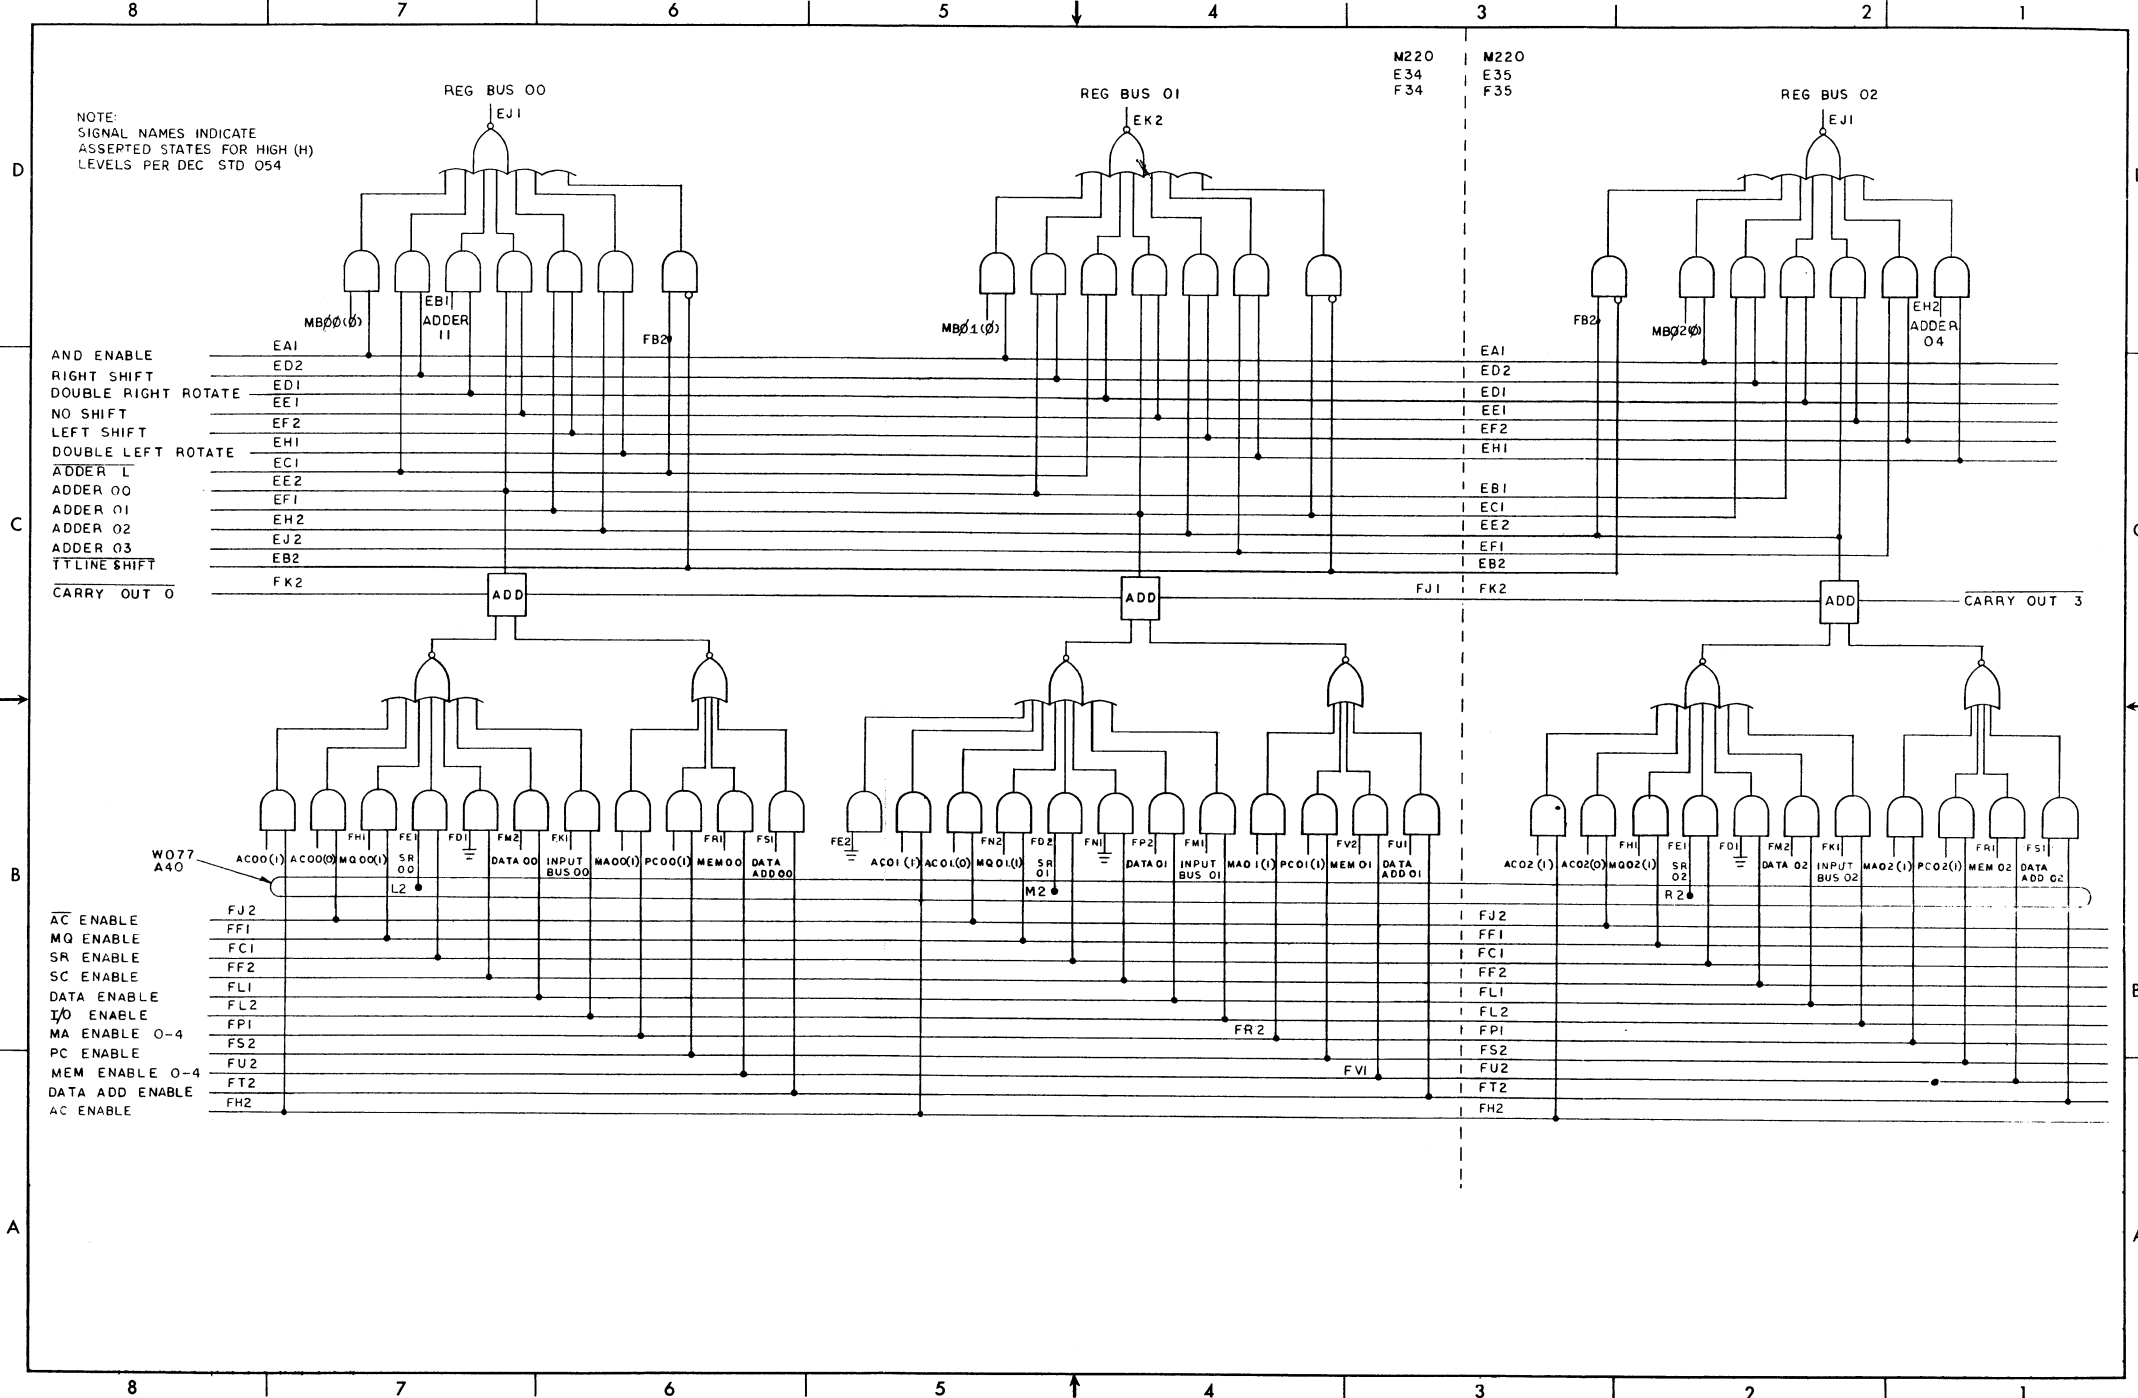 8 7 6 5 4 3 2 1
M220 M220
E34 E35
F34 F35
REG BUS 00 REG BUS 01 REG BUS 02
EJ1 EK2 EJ1
NOTE:
SIGNAL NAMES INDICATE
ASSERTED STATES FOR HIGH (H)
LEVELS PER DEC STD 054
D
EB1
ADDER
11
MBØØ(Ø) FB2 MBØ1(Ø) FB2 MBØ2(Ø)
EH2
ADDER
04
AND ENABLE EA1 EA1
RIGHT SHIFT ED2 ED2
DOUBLE RIGHT ROTATE ED1 ED1
NO SHIFT EE1 EE1
LEFT SHIFT EF2 EF2
DOUBLE LEFT ROTATE EH1 EH1
ADDER L EC1
ADDER 00 EE2 EB1
ADDER 01 EF1 EC1
C
ADDER 02 EH2 EE2
ADDER 03 EJ2 EF1
TT LINE SHIFT EB2 EB2
CARRY OUT 0 FK2 ADD ADD FJ1 FK2 ADD CARRY OUT 3
FH1 FE1 FD1 FM2 FK1 FR1 FS1 FE2 FN2 FD2 FN1 FP2 FM1 FV2 FU1 FH1 FE1 FD1 FM2 FK1 FR1 FS1
AC00(1) AC00(0) MQ00(1) SR 00 DATA 00 INPUT BUS 00 MA00(1) PC00(1) MEM 00 DATA ADD 00
AC01(1) AC01(0) MQ01(1) SR 01 DATA 01 INPUT BUS 01 MA01(1) PC01(1) MEM 01 DATA ADD 01
AC02(1) AC02(0) MQ02(1) SR 02 DATA 02 INPUT BUS 02 MA02(1) PC02(1) MEM 02 DATA ADD 02
W077
A40
B
L2 M2 R2
AC ENABLE FJ2 FJ2
MQ ENABLE FF1 FF1
SR ENABLE FC1 FC1
SC ENABLE FF2 FF2
DATA ENABLE FL1 FL1
B
I/O ENABLE FL2 FL2
MA ENABLE 0-4 FP1 FR2 FP1
PC ENABLE FS2 FS2
MEM ENABLE 0-4 FU2 FV1 FU2
DATA ADD ENABLE FT2 FT2
AC ENABLE FH2 FH2
A
8 7 6 5 4 3 2 1